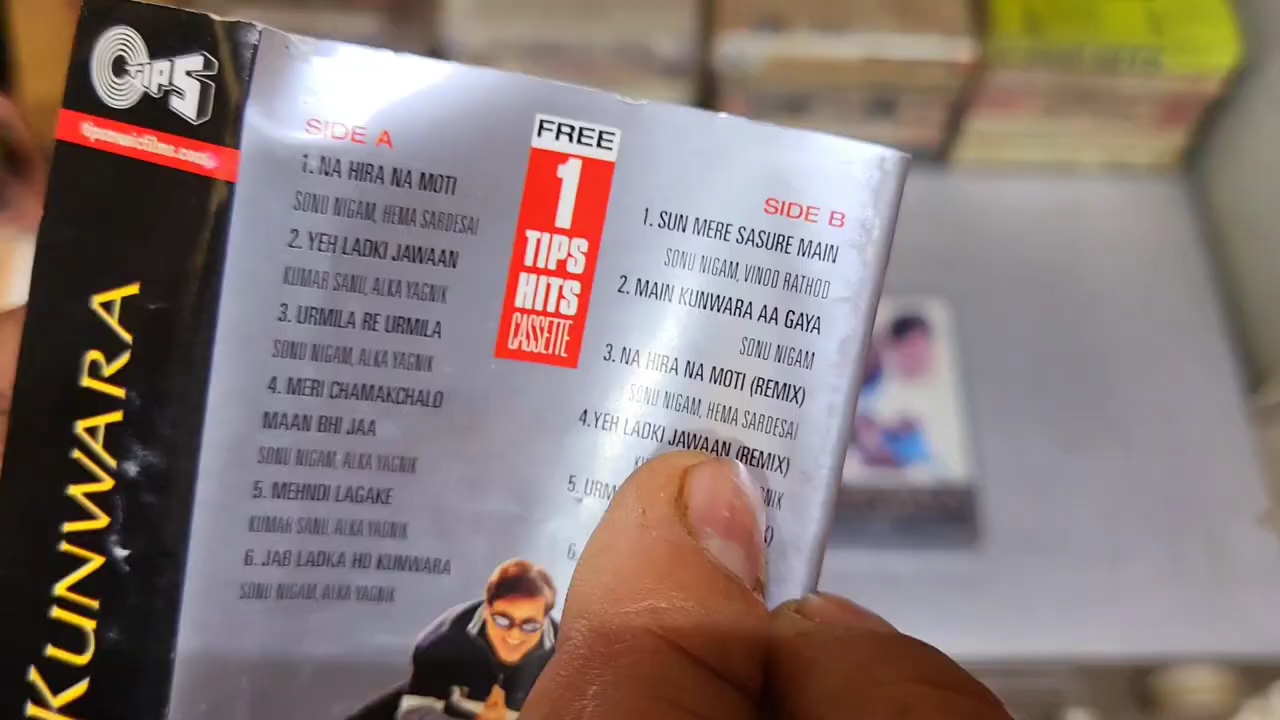 TIPS
tipsmusicfilms.com
KUNWARA
SIDE A
1. NA HIRA NA MOTI
SONU NIGAM, HEMA SARDESAI
2. YEH LADKI JAWAAN
KUMAR SANU, ALKA YAGNIK
3. URMILA RE URMILA
SONU NIGAM, ALKA YAGNIK
4. MERI CHAMAKCHALO
MAAN BHI JAA
SONU NIGAM, ALKA YAGNIK
5. MEHNDI LAGAKE
KUMAR SANU, ALKA YAGNIK
6. JAB LADKA HO KUNWARA
SONU NIGAM, ALKA YAGNIK
FREE
1
TIPS
HITS
CASSETTE
SIDE B
1. SUN MERE SASURE MAIN
SONU NIGAM, VINOD RATHOD
2. MAIN KUNWARA AA GAYA
SONU NIGAM
3. NA HIRA NA MOTI (REMIX)
SONU NIGAM, HEMA SARDESAI
4. YEH LADKI JAWAAN (REMIX)
5.
6.